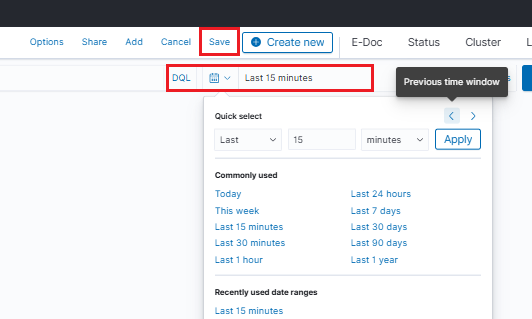 Options Share Add Cancel Save Create new E-Doc Status Cluster
DQL Last 15 minutes
Previous time window
Quick select
Last 15 minutes Apply
Commonly used
Today Last 24 hours
This week Last 7 days
Last 15 minutes Last 30 days
Last 30 minutes Last 90 days
Last 1 hour Last 1 year
Recently used date ranges
Last 15 minutes